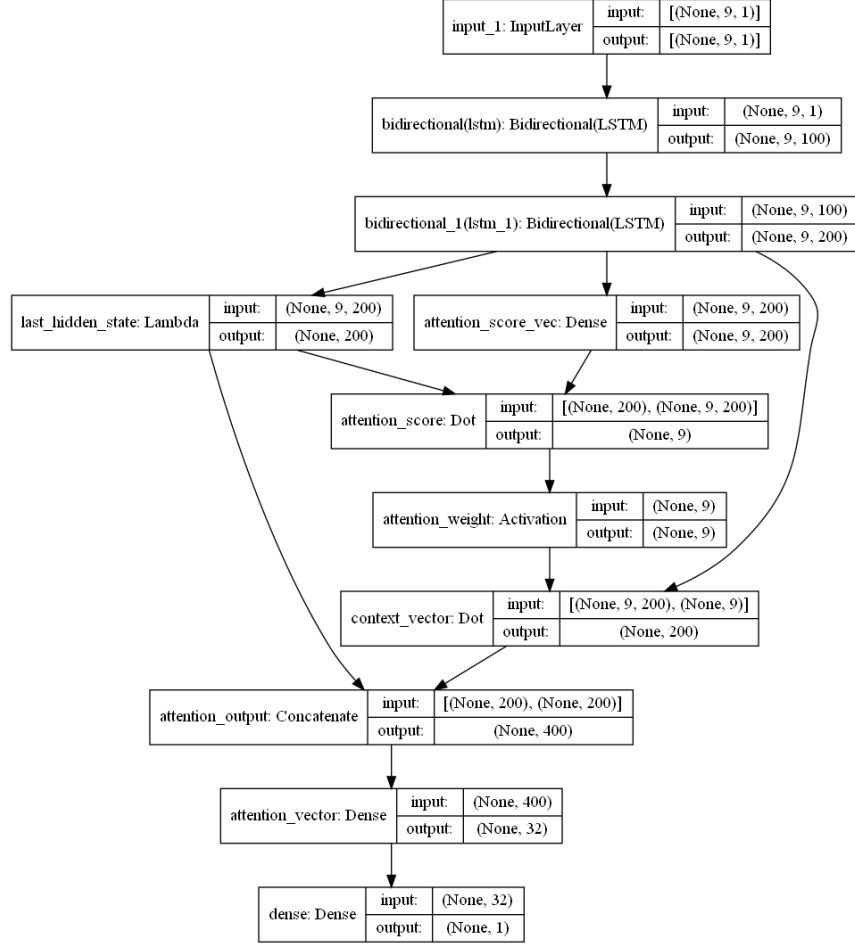 input_1: InputLayer
input: [(None, 9, 1)]
output: [(None, 9, 1)]
bidirectional(lstm): Bidirectional(LSTM)
input: (None, 9, 1)
output: (None, 9, 100)
bidirectional_1(lstm_1): Bidirectional(LSTM)
input: (None, 9, 100)
output: (None, 9, 200)
last_hidden_state: Lambda
input: (None, 9, 200)
output: (None, 200)
attention_score_vec: Dense
input: (None, 9, 200)
output: (None, 9, 200)
attention_score: Dot
input: [(None, 200), (None, 9, 200)]
output: (None, 9)
attention_weight: Activation
input: (None, 9)
output: (None, 9)
context_vector: Dot
input: [(None, 9, 200), (None, 9)]
output: (None, 200)
attention_output: Concatenate
input: [(None, 200), (None, 200)]
output: (None, 400)
attention_vector: Dense
input: (None, 400)
output: (None, 32)
dense: Dense
input: (None, 32)
output: (None, 1)